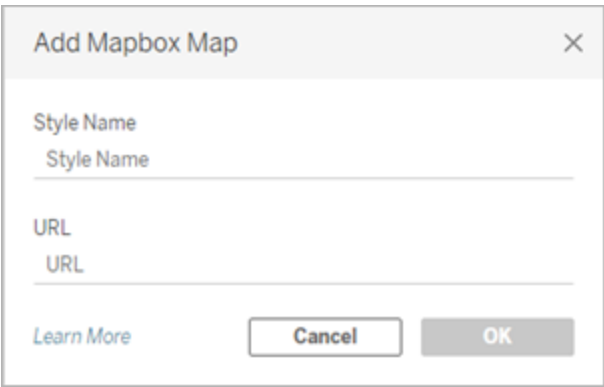 Add Mapbox Map
Style Name
Style Name
URL
URL
Learn More Cancel OK